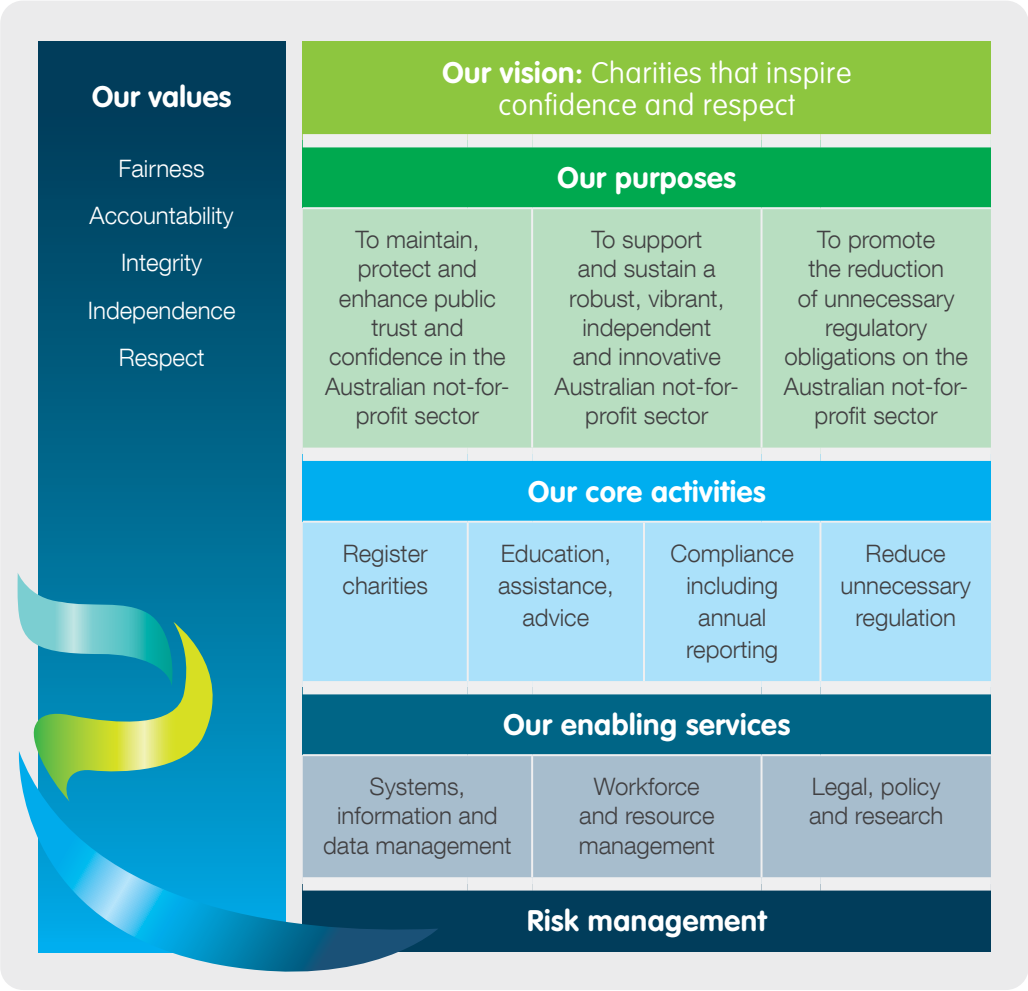 Our values
Fairness
Accountability
Integrity
Independence
Respect
Our vision: Charities that inspire
confidence and respect
Our purposes
To maintain,
protect and
enhance public
trust and
confidence in the
Australian not-for-
profit sector
To support
and sustain a
robust, vibrant,
independent
and innovative
Australian not-for-
profit sector
To promote
the reduction
of unnecessary
regulatory
obligations on the
Australian not-for-
profit sector
Our core activities
Register
charities
Education,
assistance,
advice
Compliance
including
annual
reporting
Reduce
unnecessary
regulation
Our enabling services
Systems,
information and
data management
Workforce
and resource
management
Legal, policy
and research
Risk management